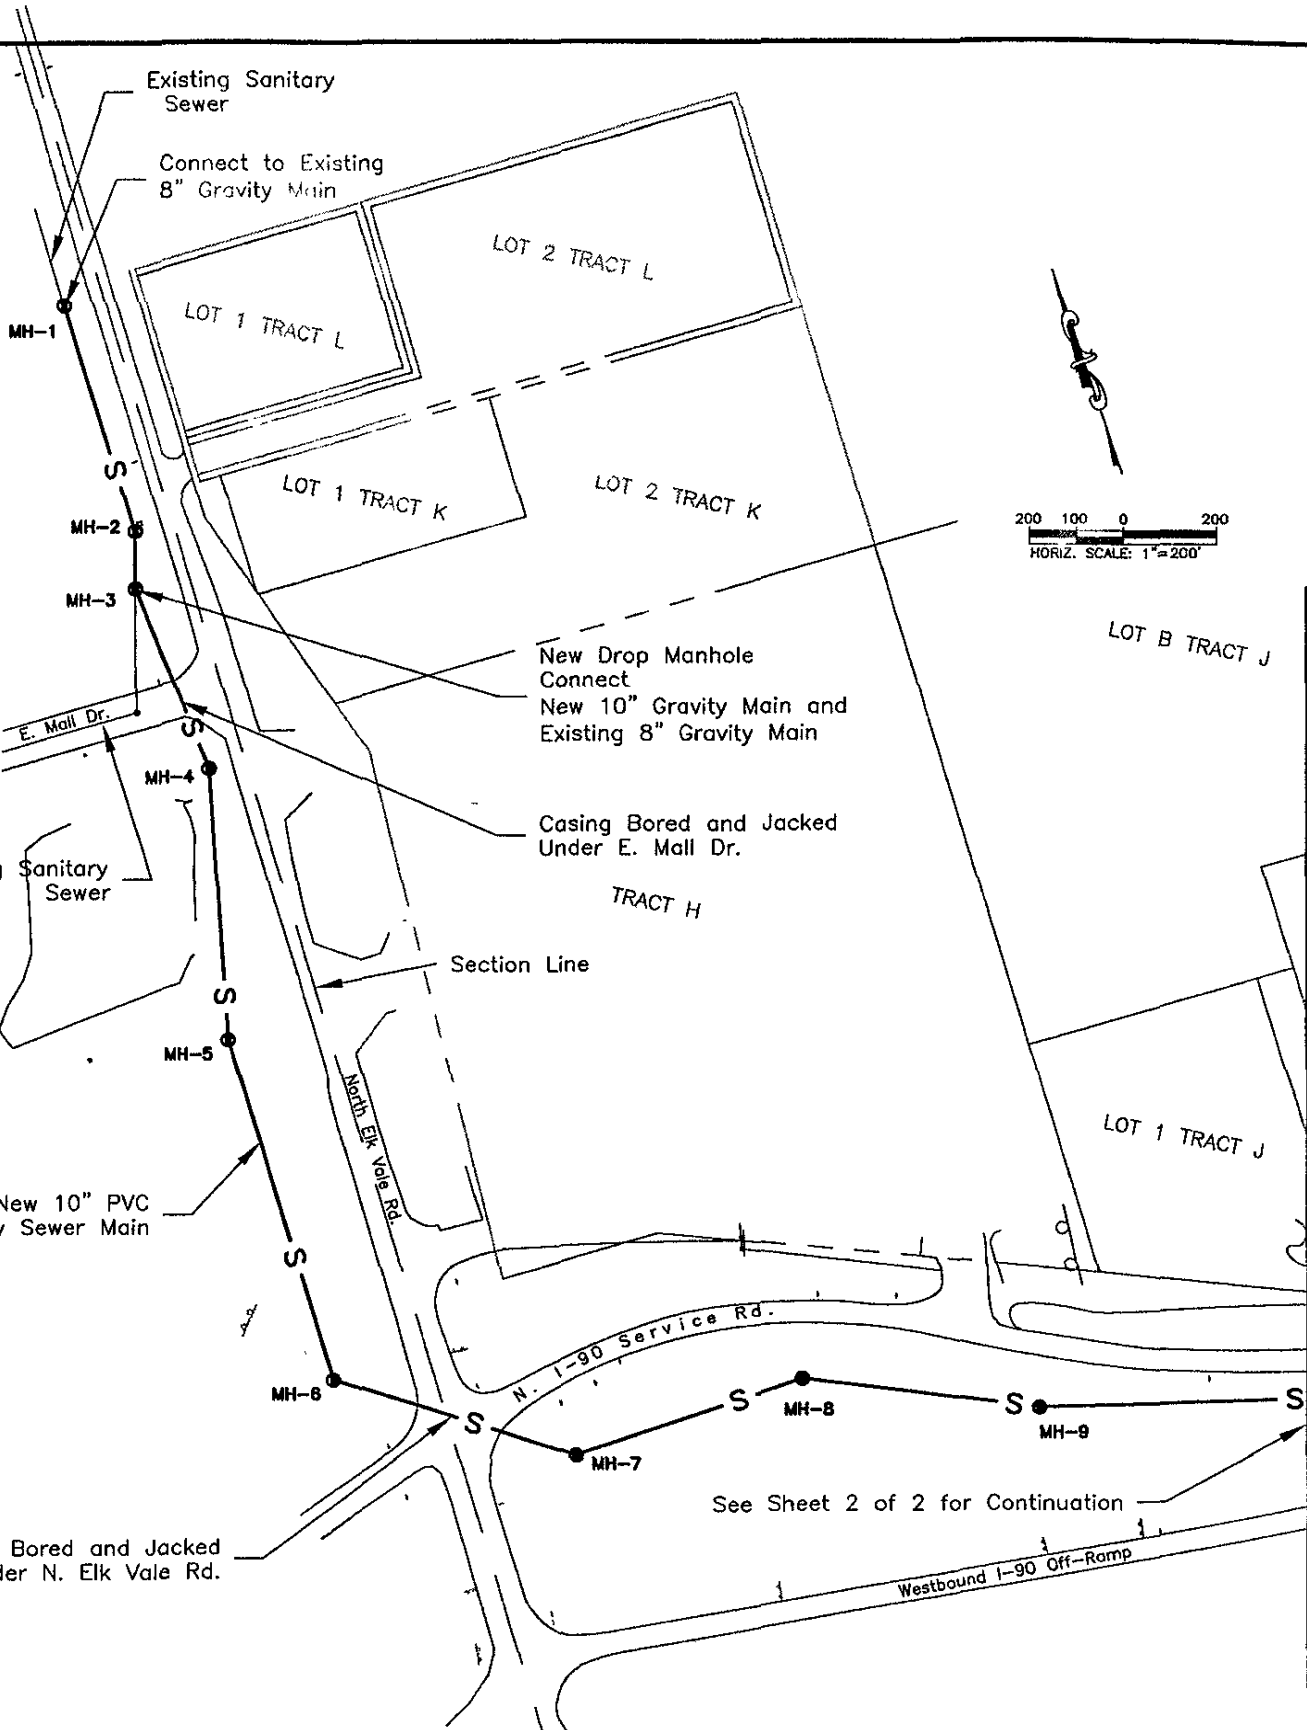 Existing Sanitary
Sewer
Connect to Existing
8" Gravity Main
LOT 2 TRACT L
LOT 1 TRACT L
MH-1
S
LOT 1 TRACT K
LOT 2 TRACT K
MH-2
200 100 0 200
HORIZ. SCALE: 1"=200'
MH-3
LOT B TRACT J
New Drop Manhole
Connect
New 10" Gravity Main and
Existing 8" Gravity Main
E. Mall Dr.
S
MH-4
Casing Bored and Jacked
Under E. Mall Dr.
Sanitary
Sewer
TRACT H
Section Line
S
MH-5
North Elk Vale Rd.
LOT 1 TRACT J
New 10" PVC
Sewer Main
S
N. I-90 Service Rd.
MH-6
S
MH-7
S
MH-8
S
MH-9
S
See Sheet 2 of 2 for Continuation
Bored and Jacked
der N. Elk Vale Rd.
Westbound I-90 Off-Ramp